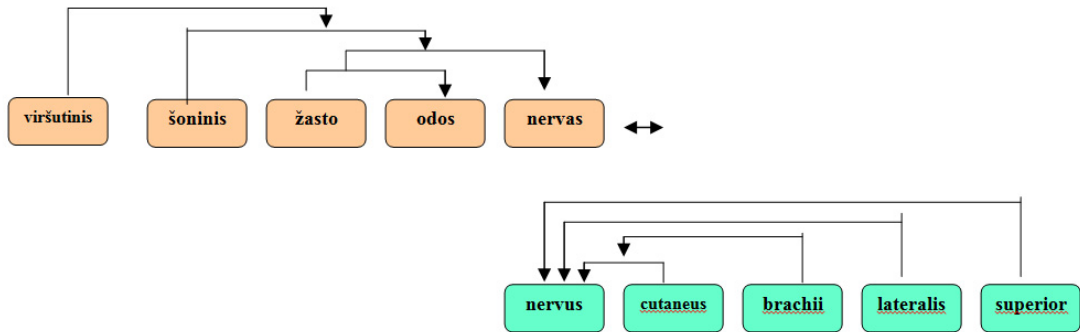 viršutinis šoninis žasto odos nervas
nervus cutaneus brachii lateralis superior